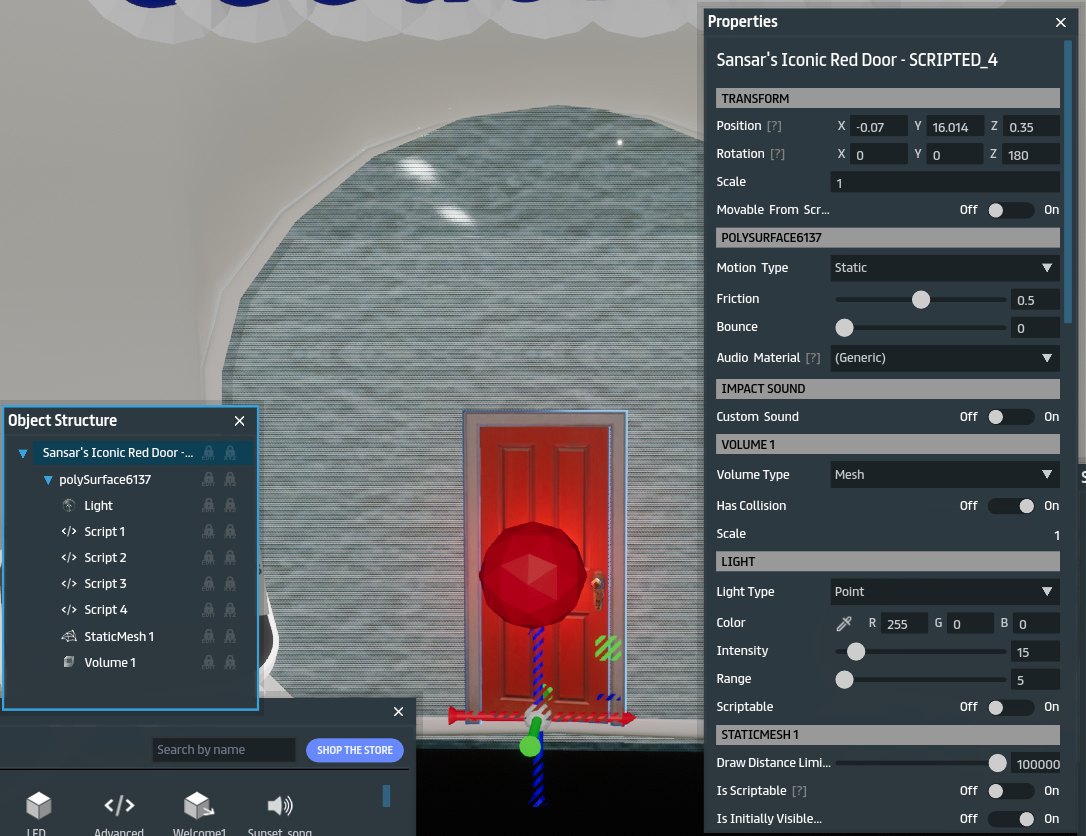 Properties
Sansar's Iconic Red Door - SCRIPTED_4
TRANSFORM
Position [?] X -0.07 Y 16.014 Z 0.35
Rotation [?] X 0 Y 0 Z 180
Scale 1
Movable From Scr... Off On
POLYSURFACE6137
Motion Type Static
Friction 0.5
Bounce 0
Audio Material [?] (Generic)
IMPACT SOUND
Custom Sound Off On
VOLUME 1
Volume Type Mesh
Has Collision Off On
Scale 1
LIGHT
Light Type Point
Color R 255 G 0 B 0
Intensity 15
Range 5
Scriptable Off On
STATICMESH 1
Draw Distance Limi... 100000
Is Scriptable [?] Off On
Is Initially Visible... Off On
Object Structure
Sansar's Iconic Red Door -...
polySurface6137
Light
</> Script 1
</> Script 2
</> Script 3
</> Script 4
StaticMesh 1
Volume 1
Search by name SHOP THE STORE
LED Advanced Welcome1 Sunset song